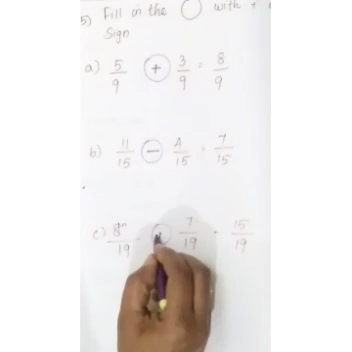 5) Fill in the ○ with +
Sign
a) 5/9 + 3/9 = 8/9
b) 11/15 - 4/15 = 7/15
c) 8/19 7/19 = 15/19